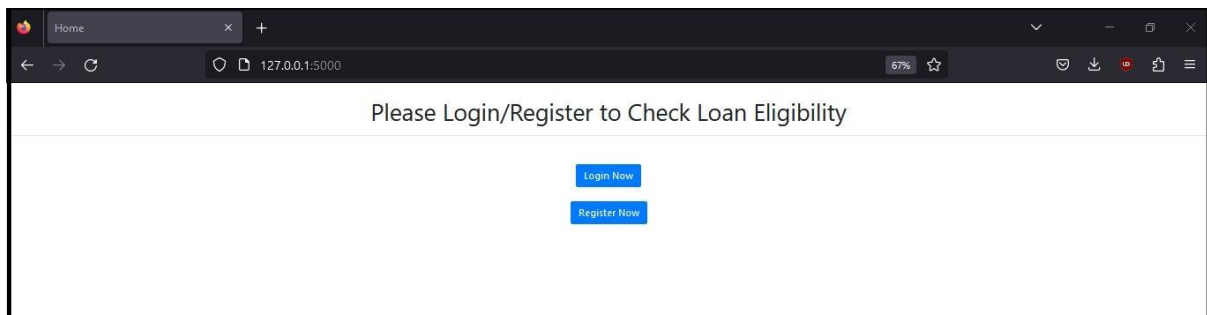 Home
127.0.0.1:5000
67%
Please Login/Register to Check Loan Eligibility
Login Now
Register Now